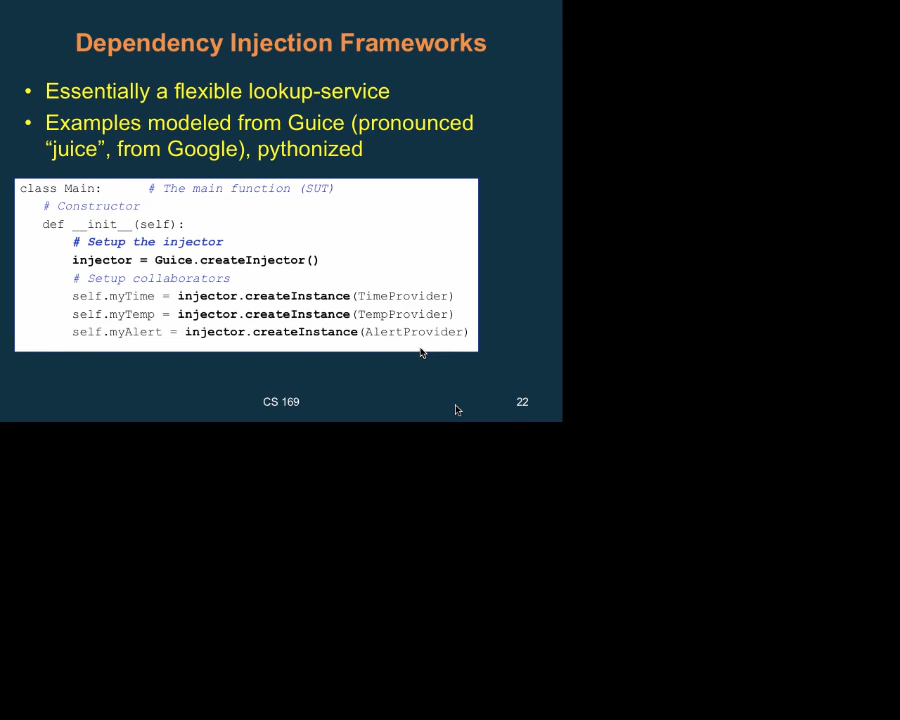 Dependency Injection Frameworks
• Essentially a flexible lookup-service
• Examples modeled from Guice (pronounced
“juice”, from Google), pythonized
class Main:      # The main function (SUT)
   # Constructor
   def __init__(self):
       # Setup the injector
       injector = Guice.createInjector()
       # Setup collaborators
       self.myTime = injector.createInstance(TimeProvider)
       self.myTemp = injector.createInstance(TempProvider)
       self.myAlert = injector.createInstance(AlertProvider)
CS 169
22